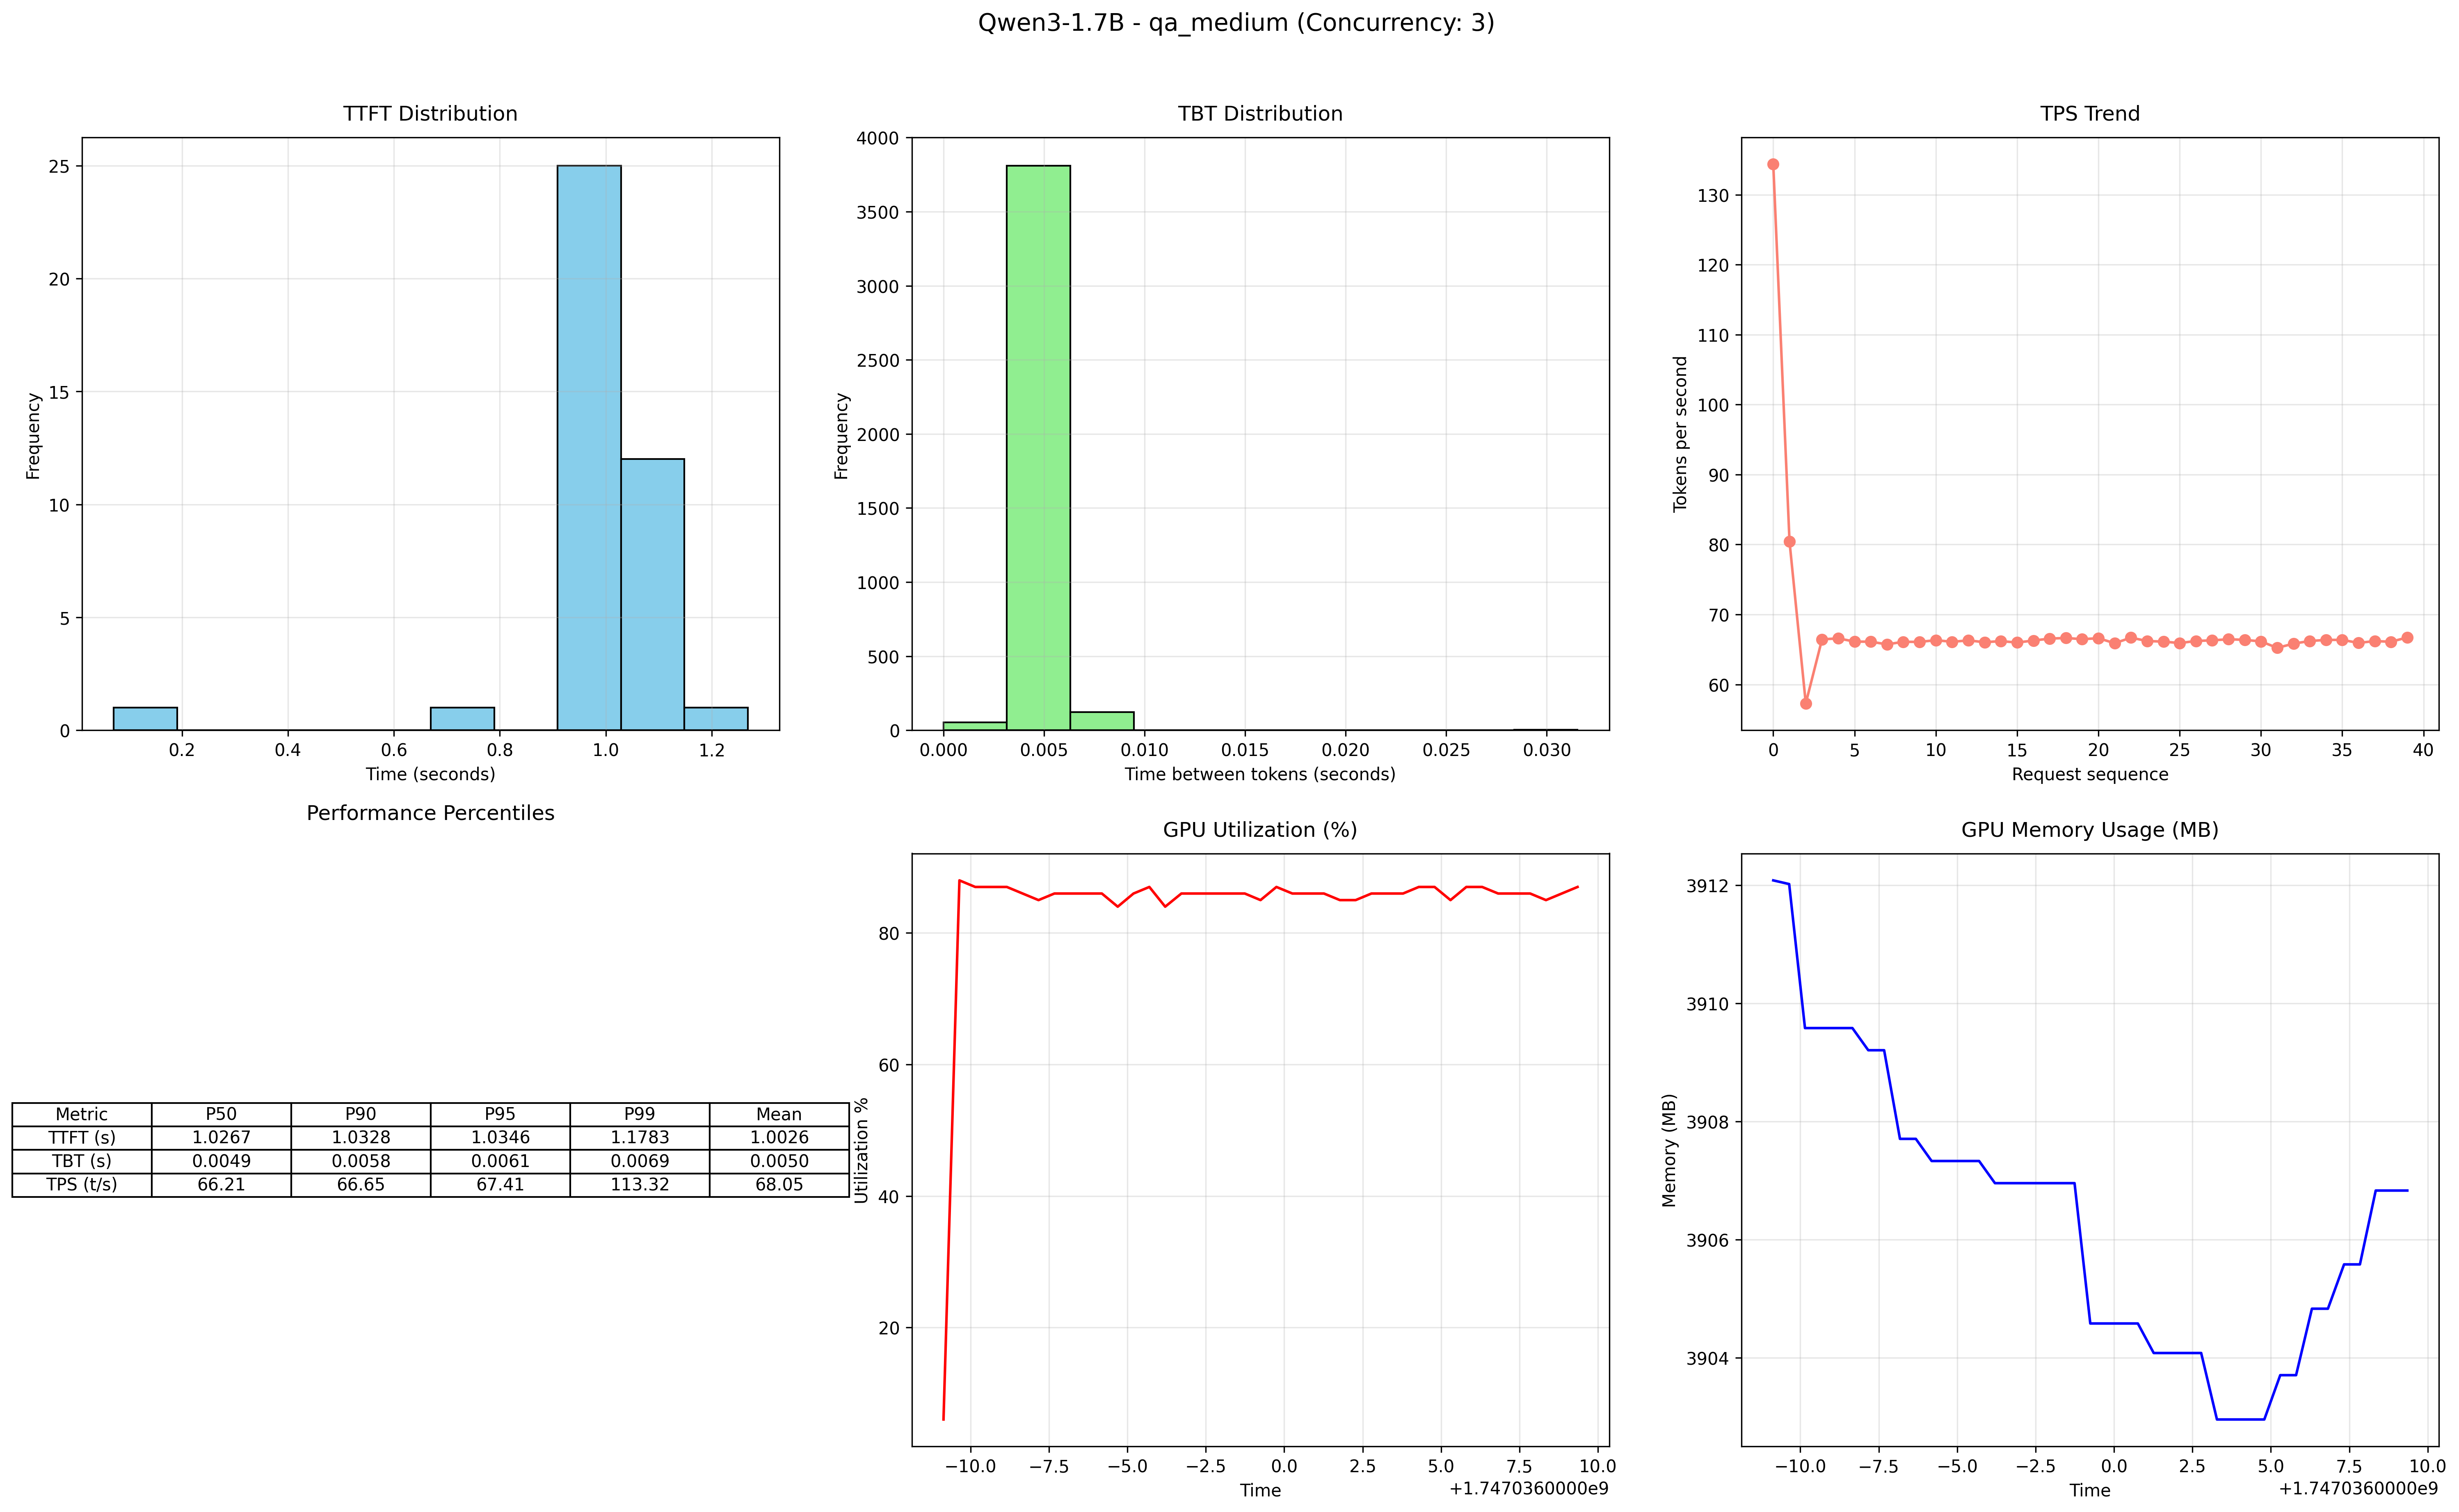 Qwen3-1.7B - qa_medium (Concurrency: 3)
TTFT Distribution
Frequency
25
20
15
10
5
0
0.2 0.4 0.6 0.8 1.0 1.2
Time (seconds)
TBT Distribution
Frequency
4000
3500
3000
2500
2000
1500
1000
500
0
0.000 0.005 0.010 0.015 0.020 0.025 0.030
Time between tokens (seconds)
TPS Trend
Tokens per second
130
120
110
100
90
80
70
60
0 5 10 15 20 25 30 35 40
Request sequence
Performance Percentiles
Metric P50 P90 P95 P99 Mean
TTFT (s) 1.0267 1.0328 1.0346 1.1783 1.0026
TBT (s) 0.0049 0.0058 0.0061 0.0069 0.0050
TPS (t/s) 66.21 66.65 67.41 113.32 68.05
GPU Utilization (%)
Utilization %
80
60
40
20
−10.0 −7.5 −5.0 −2.5 0.0 2.5 5.0 7.5 10.0
Time
+1.7470360000e9
GPU Memory Usage (MB)
Memory (MB)
3912
3910
3908
3906
3904
−10.0 −7.5 −5.0 −2.5 0.0 2.5 5.0 7.5 10.0
Time
+1.7470360000e9